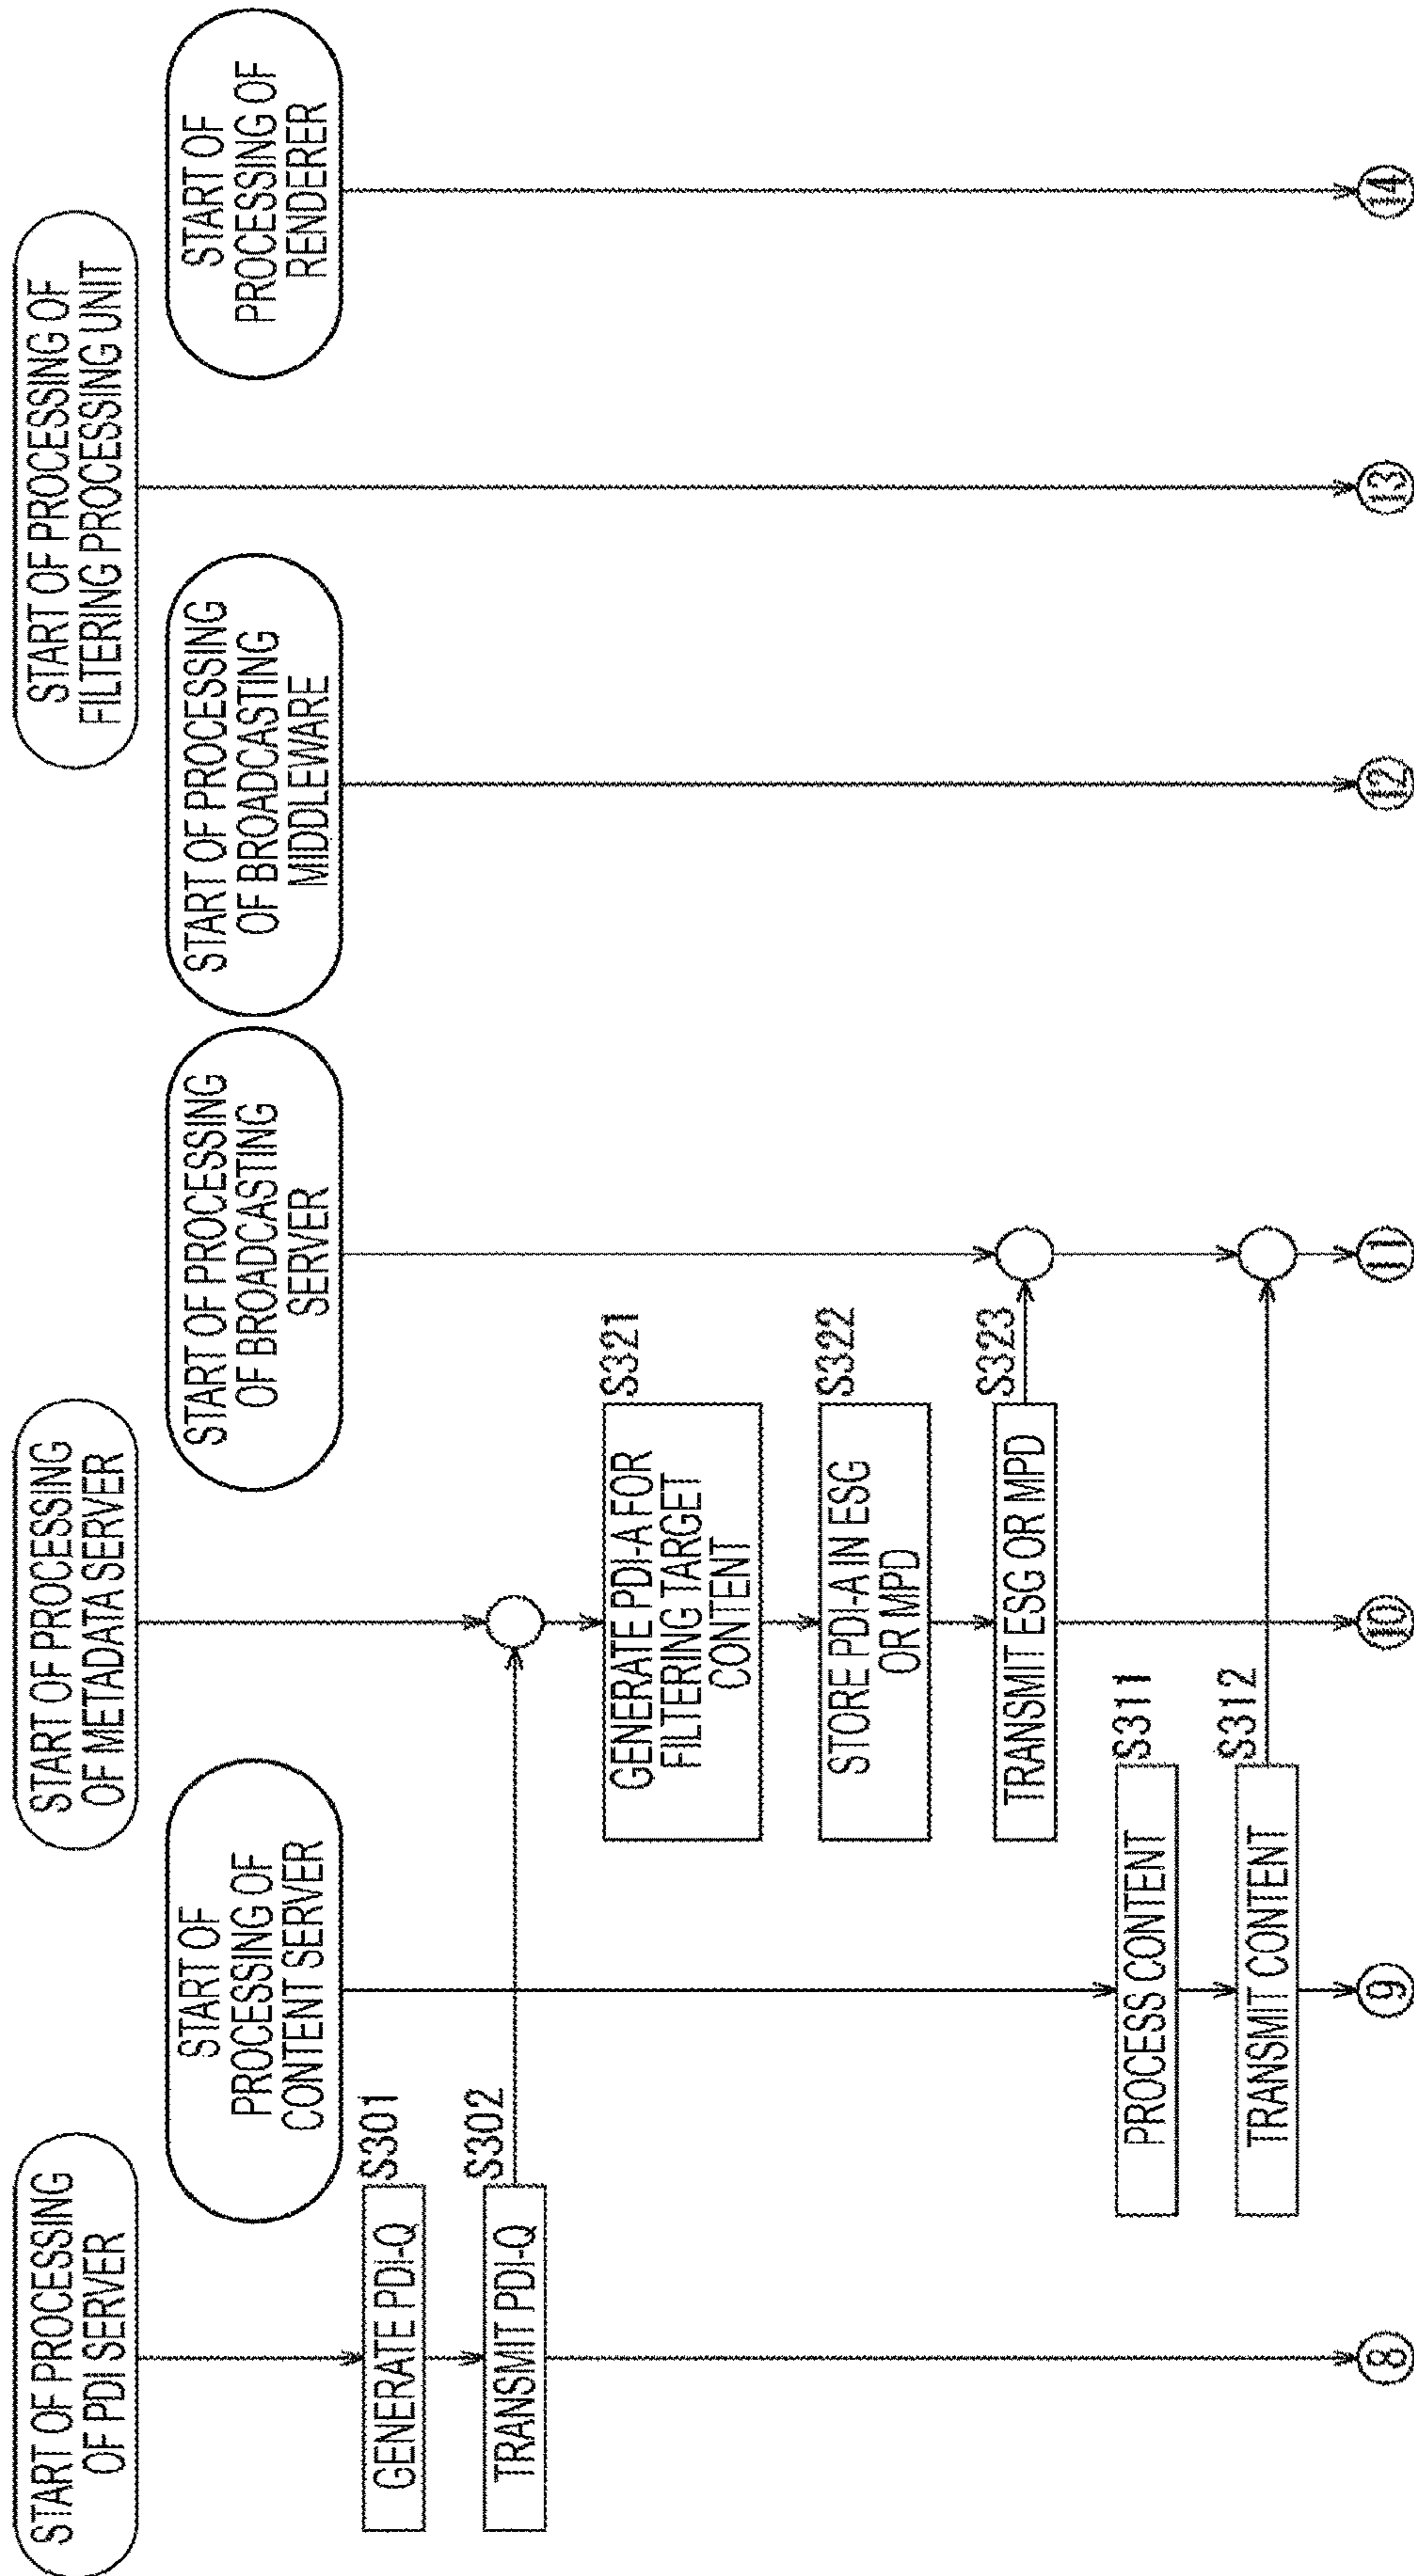 START OF PROCESSING
OF PDI SERVER
START OF
PROCESSING OF
CONTENT SERVER
START OF PROCESSING
OF METADATA SERVER
START OF PROCESSING
OF BROADCASTING
SERVER
START OF PROCESSING
OF BROADCASTING
MIDDLEWARE
START OF PROCESSING OF
FILTERING PROCESSING UNIT
START OF
PROCESSING OF
RENDERER
S301
GENERATE PDI-Q
S302
TRANSMIT PDI-Q
S321
GENERATE PDI-A FOR
FILTERING TARGET
CONTENT
S322
STORE PDI-A IN ESG
OR MPD
S323
TRANSMIT ESG OR MPD
S311
PROCESS CONTENT
S312
TRANSMIT CONTENT
8
9
10
11
12
13
14